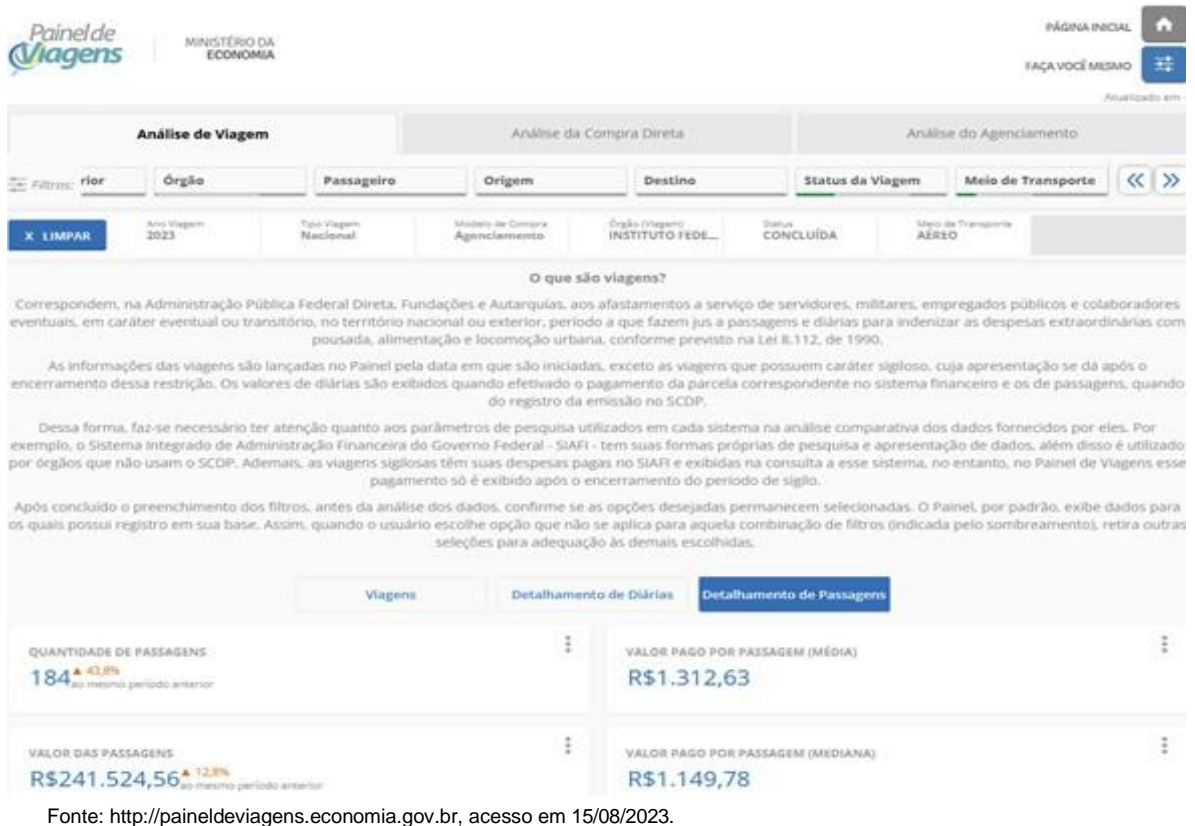 Painel de
Viagens
MINISTÉRIO DA
ECONOMIA
PÁGINA INICIAL
FAÇA VOCÊ MESMO
Atualizado em -
Análise de Viagem
Análise da Compra Direta
Análise do Agenciamento
Filtros: rior Órgão Passageiro Origem Destino Status da Viagem Meio de Transporte
X LIMPAR
Ano Viagem
2023
Tipo Viagem
Nacional
Modelo de Compra
Agenciamento
Órgão (Viagem)
INSTITUTO FEDE...
Status
CONCLUÍDA
Meio de Transporte
AÉREO
O que são viagens?
Correspondem, na Administração Pública Federal Direta, Fundações e Autarquias, aos afastamentos a serviço de servidores, militares, empregados públicos e colaboradores
eventuais, em caráter eventual ou transitório, no território nacional ou exterior, período a que fazem jus a passagens e diárias para indenizar as despesas extraordinárias com
pousada, alimentação e locomoção urbana, conforme previsto na Lei 8.112, de 1990.
As informações das viagens são lançadas no Painel pela data em que são iniciadas, exceto as viagens que possuem caráter sigiloso, cuja apresentação se dá após o
encerramento dessa restrição. Os valores de diárias são exibidos quando efetivado o pagamento da parcela correspondente no sistema financeiro e os de passagens, quando
do registro da emissão no SCDP.
Dessa forma, faz-se necessário ter atenção quanto aos parâmetros de pesquisa utilizados em cada sistema na análise comparativa dos dados fornecidos por eles. Por
exemplo, o Sistema Integrado de Administração Financeira do Governo Federal - SIAFI - tem suas formas próprias de pesquisa e apresentação de dados, além disso é utilizado
por órgãos que não usam o SCDP. Ademais, as viagens sigilosas têm suas despesas pagas no SIAFI e exibidas na consulta a esse sistema, no entanto, no Painel de Viagens esse
pagamento só é exibido após o encerramento do período de sigilo.
Após concluído o preenchimento dos filtros, antes da análise dos dados, confirme se as opções desejadas permanecem selecionadas. O Painel, por padrão, exibe dados para
os quais possui registro em sua base. Assim, quando o usuário escolhe opção que não se aplica para aquela combinação de filtros (indicada pelo sombreamento), retira outras
seleções para adequação às demais escolhidas.
Viagens
Detalhamento de Diárias
Detalhamento de Passagens
QUANTIDADE DE PASSAGENS
184 ▲ 43,8%
ao mesmo período anterior
VALOR PAGO POR PASSAGEM (MÉDIA)
R$1.312,63
VALOR DAS PASSAGENS
R$241.524,56 ▲ 12,8%
ao mesmo período anterior
VALOR PAGO POR PASSAGEM (MEDIANA)
R$1.149,78
Fonte: http://paineldeviagens.economia.gov.br, acesso em 15/08/2023.